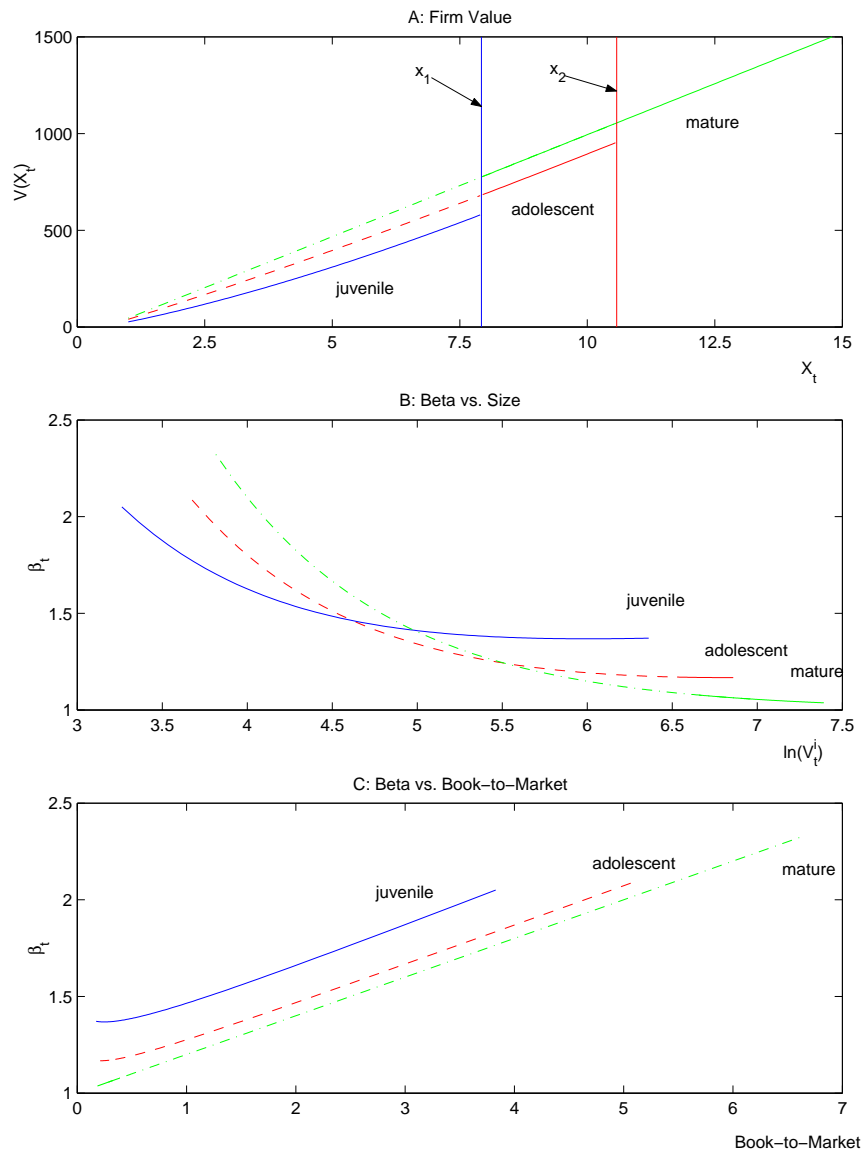 A: Firm Value
1500
1000
500
0
V(X_t)
x_1
x_2
mature
adolescent
juvenile
0 2.5 5 7.5 10 12.5 15
X_t
B: Beta vs. Size
2.5
2
1.5
1
β_t
juvenile
adolescent
mature
3 3.5 4 4.5 5 5.5 6 6.5 7 7.5
ln(V_t^i)
C: Beta vs. Book−to−Market
2.5
2
1.5
1
β_t
juvenile
adolescent
mature
0 1 2 3 4 5 6 7
Book−to−Market